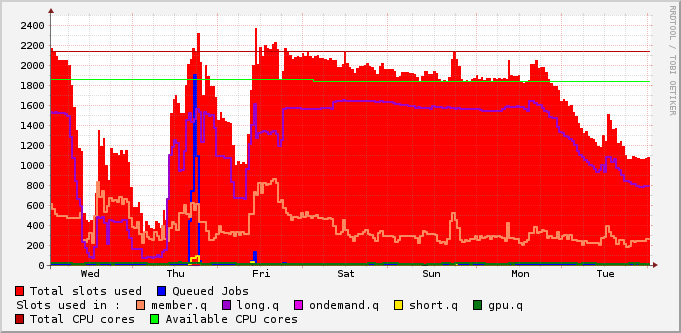 RRDTOOL / TOBI OETIKER
2400
2200
2000
1800
1600
1400
1200
1000
800
600
400
200
0
Wed Thu Fri Sat Sun Mon Tue
Total slots used Queued Jobs
Slots used in : member.q long.q ondemand.q short.q gpu.q
Total CPU cores Available CPU cores